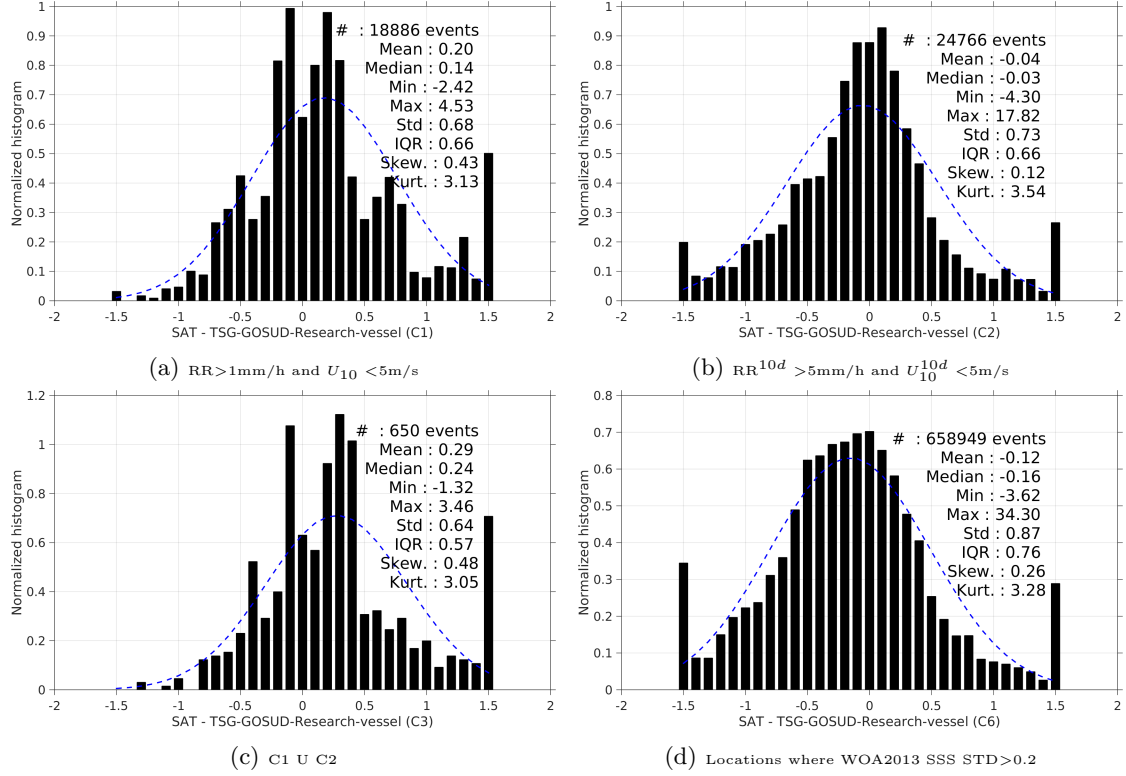 Normalized histogram
1
0.9
0.8
0.7
0.6
0.5
0.4
0.3
0.2
0.1
0
-2
-1.5
-1
-0.5
0
0.5
1
1.5
2
# : 18886 events
Mean : 0.20
Median : 0.14
Min : -2.42
Max : 4.53
Std : 0.68
IQR : 0.66
Skew. : 0.43
Kurt. : 3.13
SAT - TSG-GOSUD-Research-vessel (C1)
(a) RR>1mm/h and U10 <5m/s
Normalized histogram
1
0.9
0.8
0.7
0.6
0.5
0.4
0.3
0.2
0.1
0
-2
-1.5
-1
-0.5
0
0.5
1
1.5
2
# : 24766 events
Mean : -0.04
Median : -0.03
Min : -4.30
Max : 17.82
Std : 0.73
IQR : 0.66
Skew. : 0.12
Kurt. : 3.54
SAT - TSG-GOSUD-Research-vessel (C2)
(b) RR^10d >5mm/h and U10^10d <5m/s
Normalized histogram
1.2
1
0.8
0.6
0.4
0.2
0
-2
-1.5
-1
-0.5
0
0.5
1
1.5
2
# : 650 events
Mean : 0.29
Median : 0.24
Min : -1.32
Max : 3.46
Std : 0.64
IQR : 0.57
Skew. : 0.48
Kurt. : 3.05
SAT - TSG-GOSUD-Research-vessel (C3)
(c) C1 U C2
Normalized histogram
0.8
0.7
0.6
0.5
0.4
0.3
0.2
0.1
0
-2
-1.5
-1
-0.5
0
0.5
1
1.5
2
# : 658949 events
Mean : -0.12
Median : -0.16
Min : -3.62
Max : 34.30
Std : 0.87
IQR : 0.76
Skew. : 0.26
Kurt. : 3.28
SAT - TSG-GOSUD-Research-vessel (C6)
(d) Locations where WOA2013 SSS STD>0.2